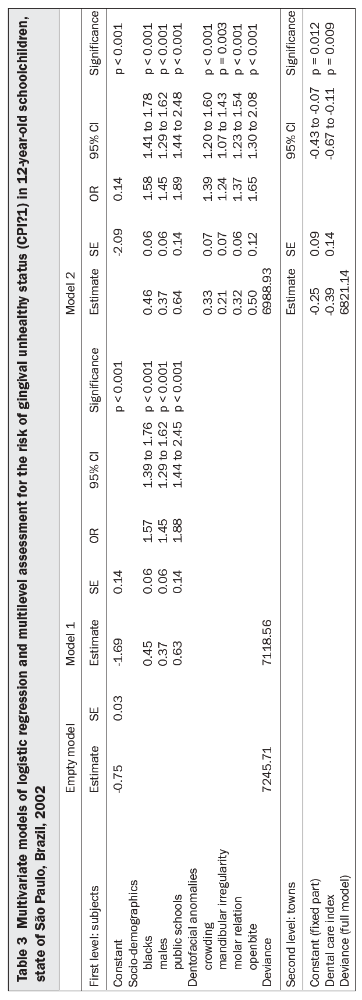 Table 3 Multivariate models of logistic regression and multilevel assessment for the risk of gingival unhealthy status (CPI?1) in 12-year-old schoolchildren,
state of São Paulo, Brazil, 2002
Empty model Model 1 Model 2
First level: subjects Estimate SE Estimate SE OR 95% CI Significance Estimate SE OR 95% CI Significance
Constant -0.75 0.03 -1.69 0.14 p < 0.001 -2.09 0.14 p < 0.001
Socio-demographics
blacks 0.45 0.06 1.57 1.39 to 1.76 p < 0.001 0.46 0.06 1.58 1.41 to 1.78 p < 0.001
males 0.37 0.06 1.45 1.29 to 1.62 p < 0.001 0.37 0.06 1.45 1.29 to 1.62 p < 0.001
public schools 0.63 0.14 1.88 1.44 to 2.45 p < 0.001 0.64 0.14 1.89 1.44 to 2.48 p < 0.001
Dentofacial anomalies
crowding 0.33 0.07 1.39 1.20 to 1.60 p < 0.001
mandibular irregularity 0.21 0.07 1.24 1.07 to 1.43 p = 0.003
molar relation 0.32 0.06 1.37 1.23 to 1.54 p < 0.001
openbite 0.50 0.12 1.65 1.30 to 2.08 p < 0.001
Deviance 7245.71 7118.56 6988.93
Second level: towns Estimate SE 95% CI Significance
Constant (fixed part) -0.25 0.09 -0.43 to -0.07 p = 0.012
Dental care index -0.39 0.14 -0.67 to -0.11 p = 0.009
Deviance (full model) 6821.14